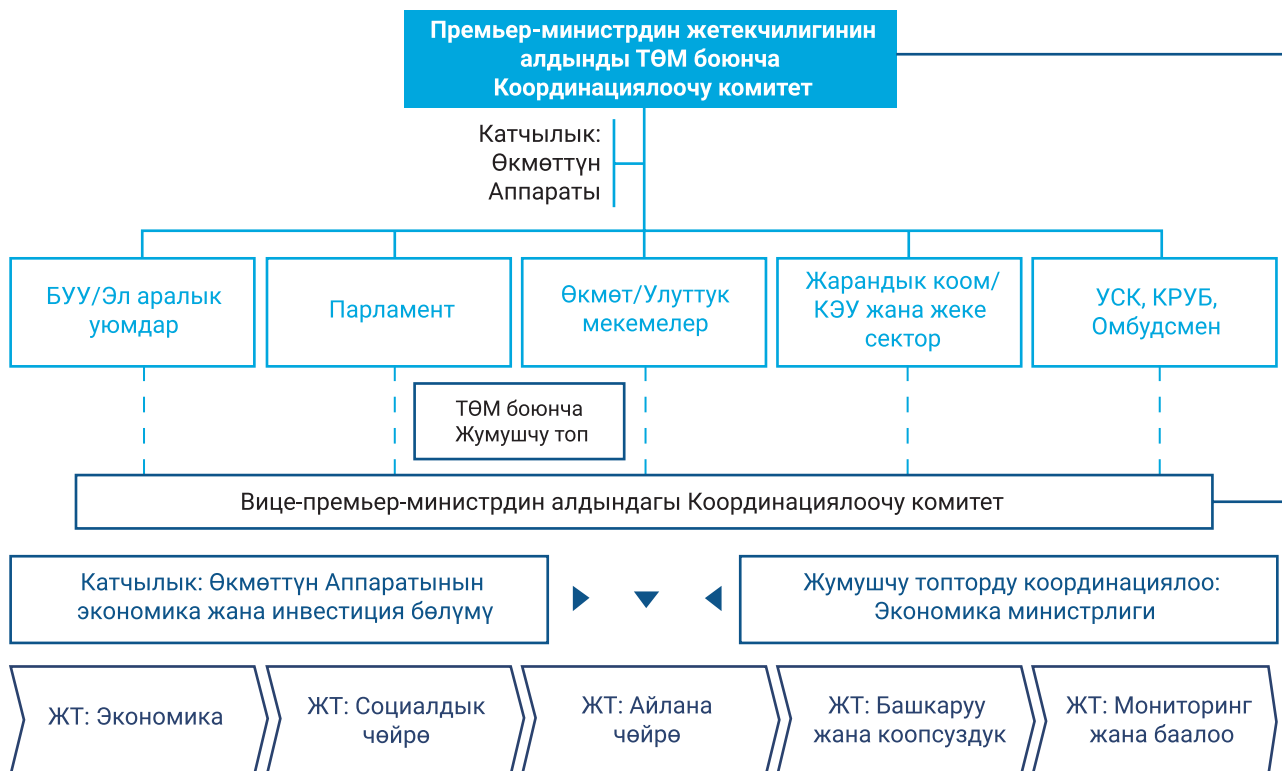 Премьер-министрдин жетекчилигинин
алдынды ТӨМ боюнча
Координациялоочу комитет
Катчылык:
Өкмөттүн
Аппараты
БУУ/Эл аралык
уюмдар
Парламент
Өкмөт/Улуттук
мекемелер
Жарандык коом/
КЭУ жана жеке
сектор
УСК, КРУБ,
Омбудсмен
ТӨМ боюнча
Жумушчу топ
Вице-премьер-министрдин алдындагы Координациялоочу комитет
Катчылык: Өкмөттүн Аппаратынын
экономика жана инвестиция бөлүмү
Жумушчу топторду координациялоо:
Экономика министрлиги
ЖТ: Экономика
ЖТ: Социалдык
чөйрө
ЖТ: Айлана
чөйрө
ЖТ: Башкаруу
жана коопсуздук
ЖТ: Мониторинг
жана баалоо